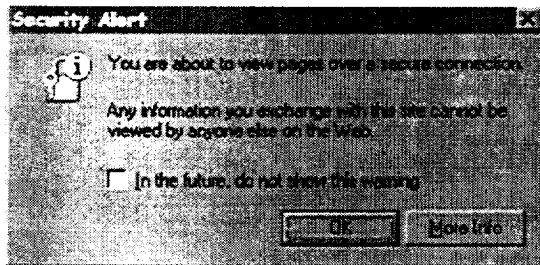 Security Alert
You are about to view pages over a secure connection.
Any information you exchange with this site cannot be
viewed by anyone else on the Web.
In the future, do not show this warning
OK
More Info